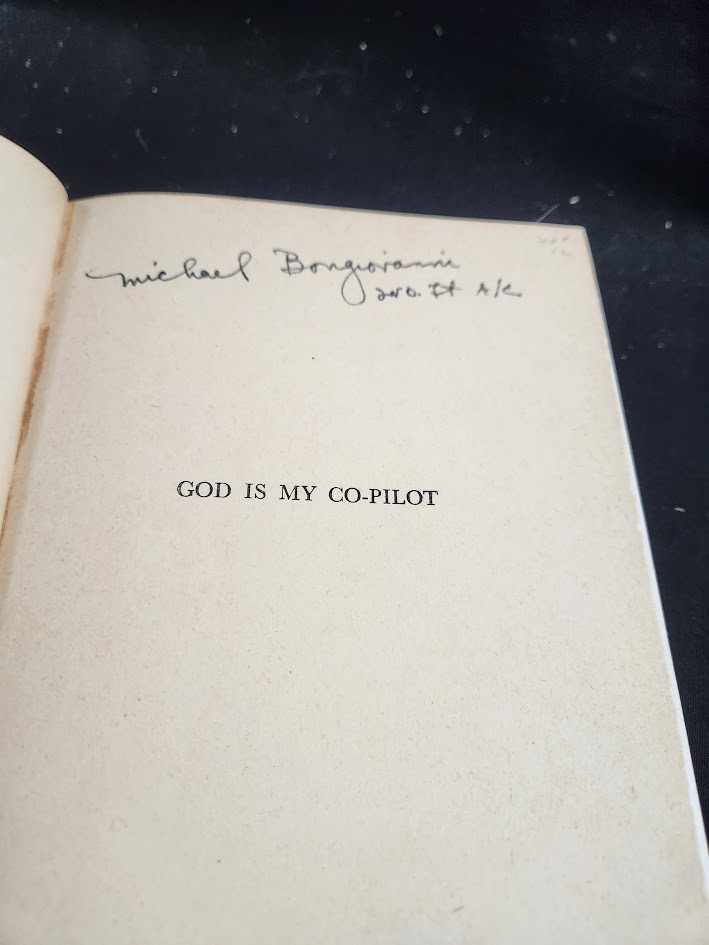 Michael Bongiovanni
2ND. Lt A/C
GOD IS MY CO-PILOT